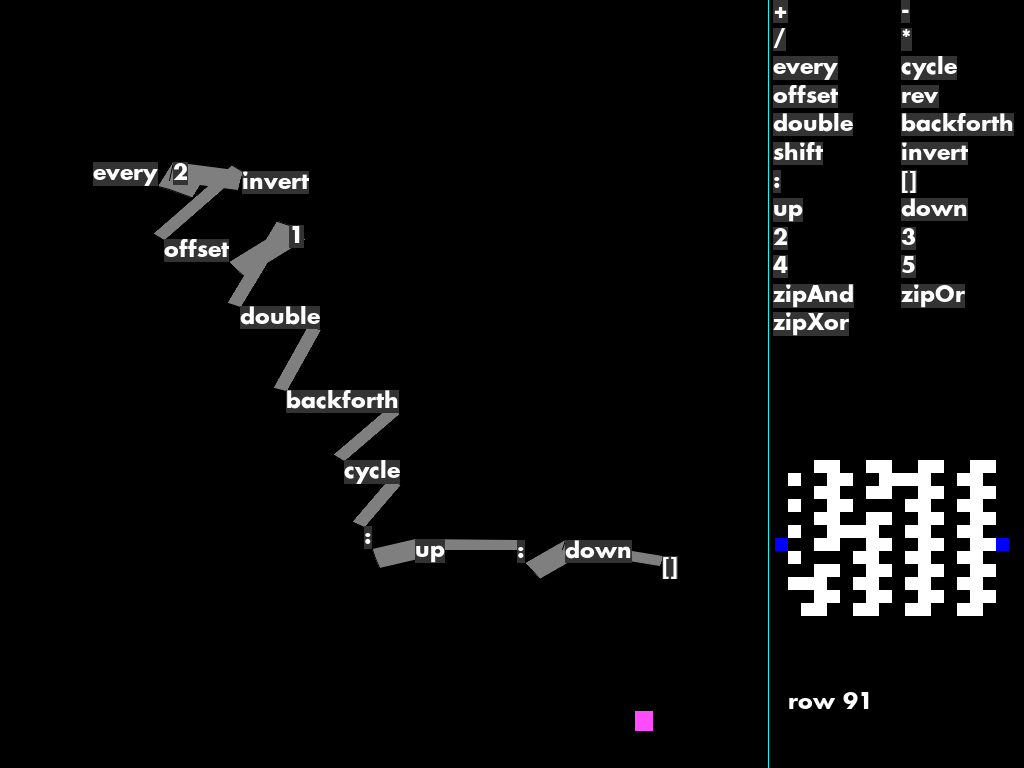 + -
/ *
every cycle
offset rev
double backforth
shift invert
: []
up down
2 3
4 5
zipAnd zipOr
zipXor
every 2 invert
offset 1
double
backforth
cycle
: up : down []
row 91